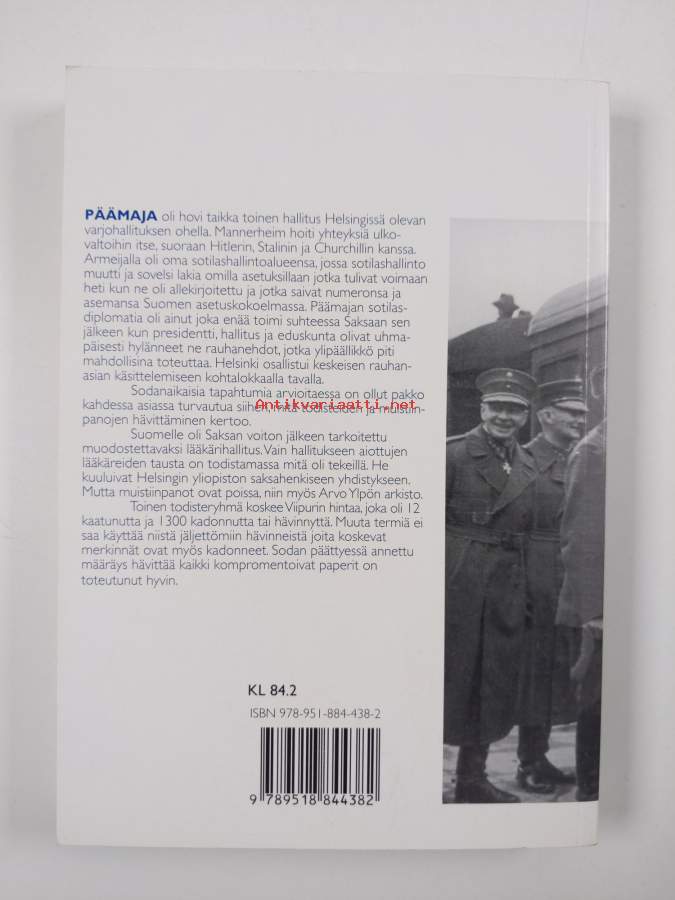 PÄÄMAJA oli hovi taikka toinen hallitus Helsingissä olevan
varjohallituksen ohella. Mannerheim hoiti yhteyksiä ulko-
valtoihin itse, suoraan Hitlerin, Stalinin ja Churchillin kanssa.
Armeijalla oli oma sotilashallintoalueensa, jossa sotilashallinto
muutti ja sovelsi lakia omilla asetuksillaan jotka tulivat voimaan
heti kun ne oli allekirjoitettu ja jotka saivat numeronsa ja
asemansa Suomen asetuskokoelmassa. Päämajan sotilas-
diplomatia oli ainut joka enää toimi suhteessa Saksaan sen
jälkeen kun presidentti, hallitus ja eduskunta olivat uhma-
päisesti hylänneet ne rauhanehdot, jotka ylipäällikkö piti
mahdollisina toteuttaa. Helsinki osallistui keskeisen rauhan-
asian käsittelemiseen kohtalokkaalla tavalla.
Sodanaikaisia tapahtumia arvioitaessa on ollut pakko
Antikvariaatti.net
kahdessa asiassa turvautua siihen, mitä todisteiden ja muistiin-
panojen hävittäminen kertoo.
Suomelle oli Saksan voiton jälkeen tarkoitettu
muodostettavaksi lääkärihallitus. Vain hallitukseen aiottujen
lääkäreiden tausta on todistamassa mitä oli tekeillä. He
kuuluivat Helsingin yliopiston saksahenkiseen yhdistykseen.
Mutta muistiinpanot ovat poissa, niin myös Arvo Ylpön arkisto.
Toinen todisteryhmä koskee Viipurin hintaa, joka oli 12
kaatunutta ja 1300 kadonnutta tai hävinnyttä. Muuta termiä ei
saa käyttää niistä jäljettömiin hävinneistä joita koskevat
merkinnät ovat myös kadonneet. Sodan päättyessä annettu
määräys hävittää kaikki kompromentoivat paperit on
toteutunut hyvin.
KL 84.2
ISBN 978-951-884-438-2
9 789518 844382